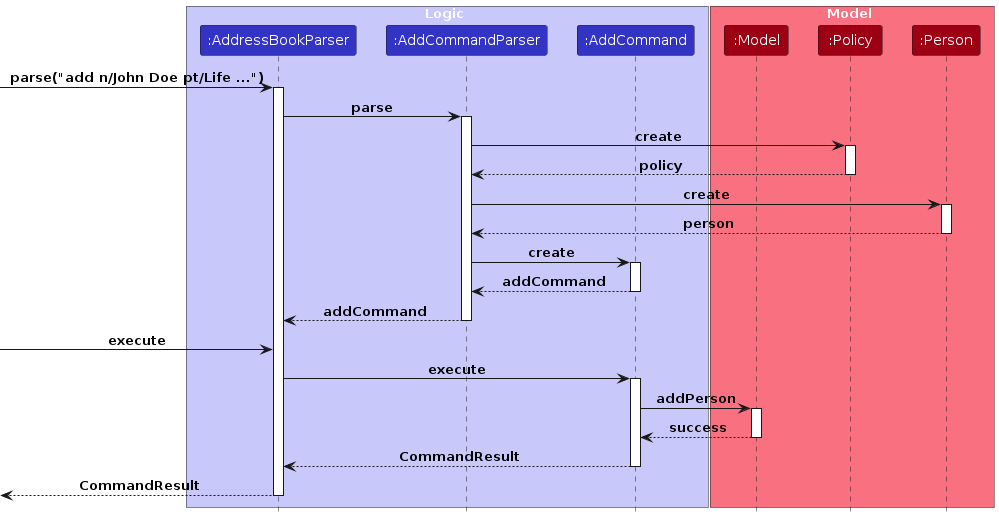 Logic
Model
:AddressBookParser
:AddCommandParser
:AddCommand
:Model
:Policy
:Person
parse("add n/John Doe pt/Life ...")
parse
create
policy
create
person
create
addCommand
addCommand
execute
execute
addPerson
success
CommandResult
CommandResult